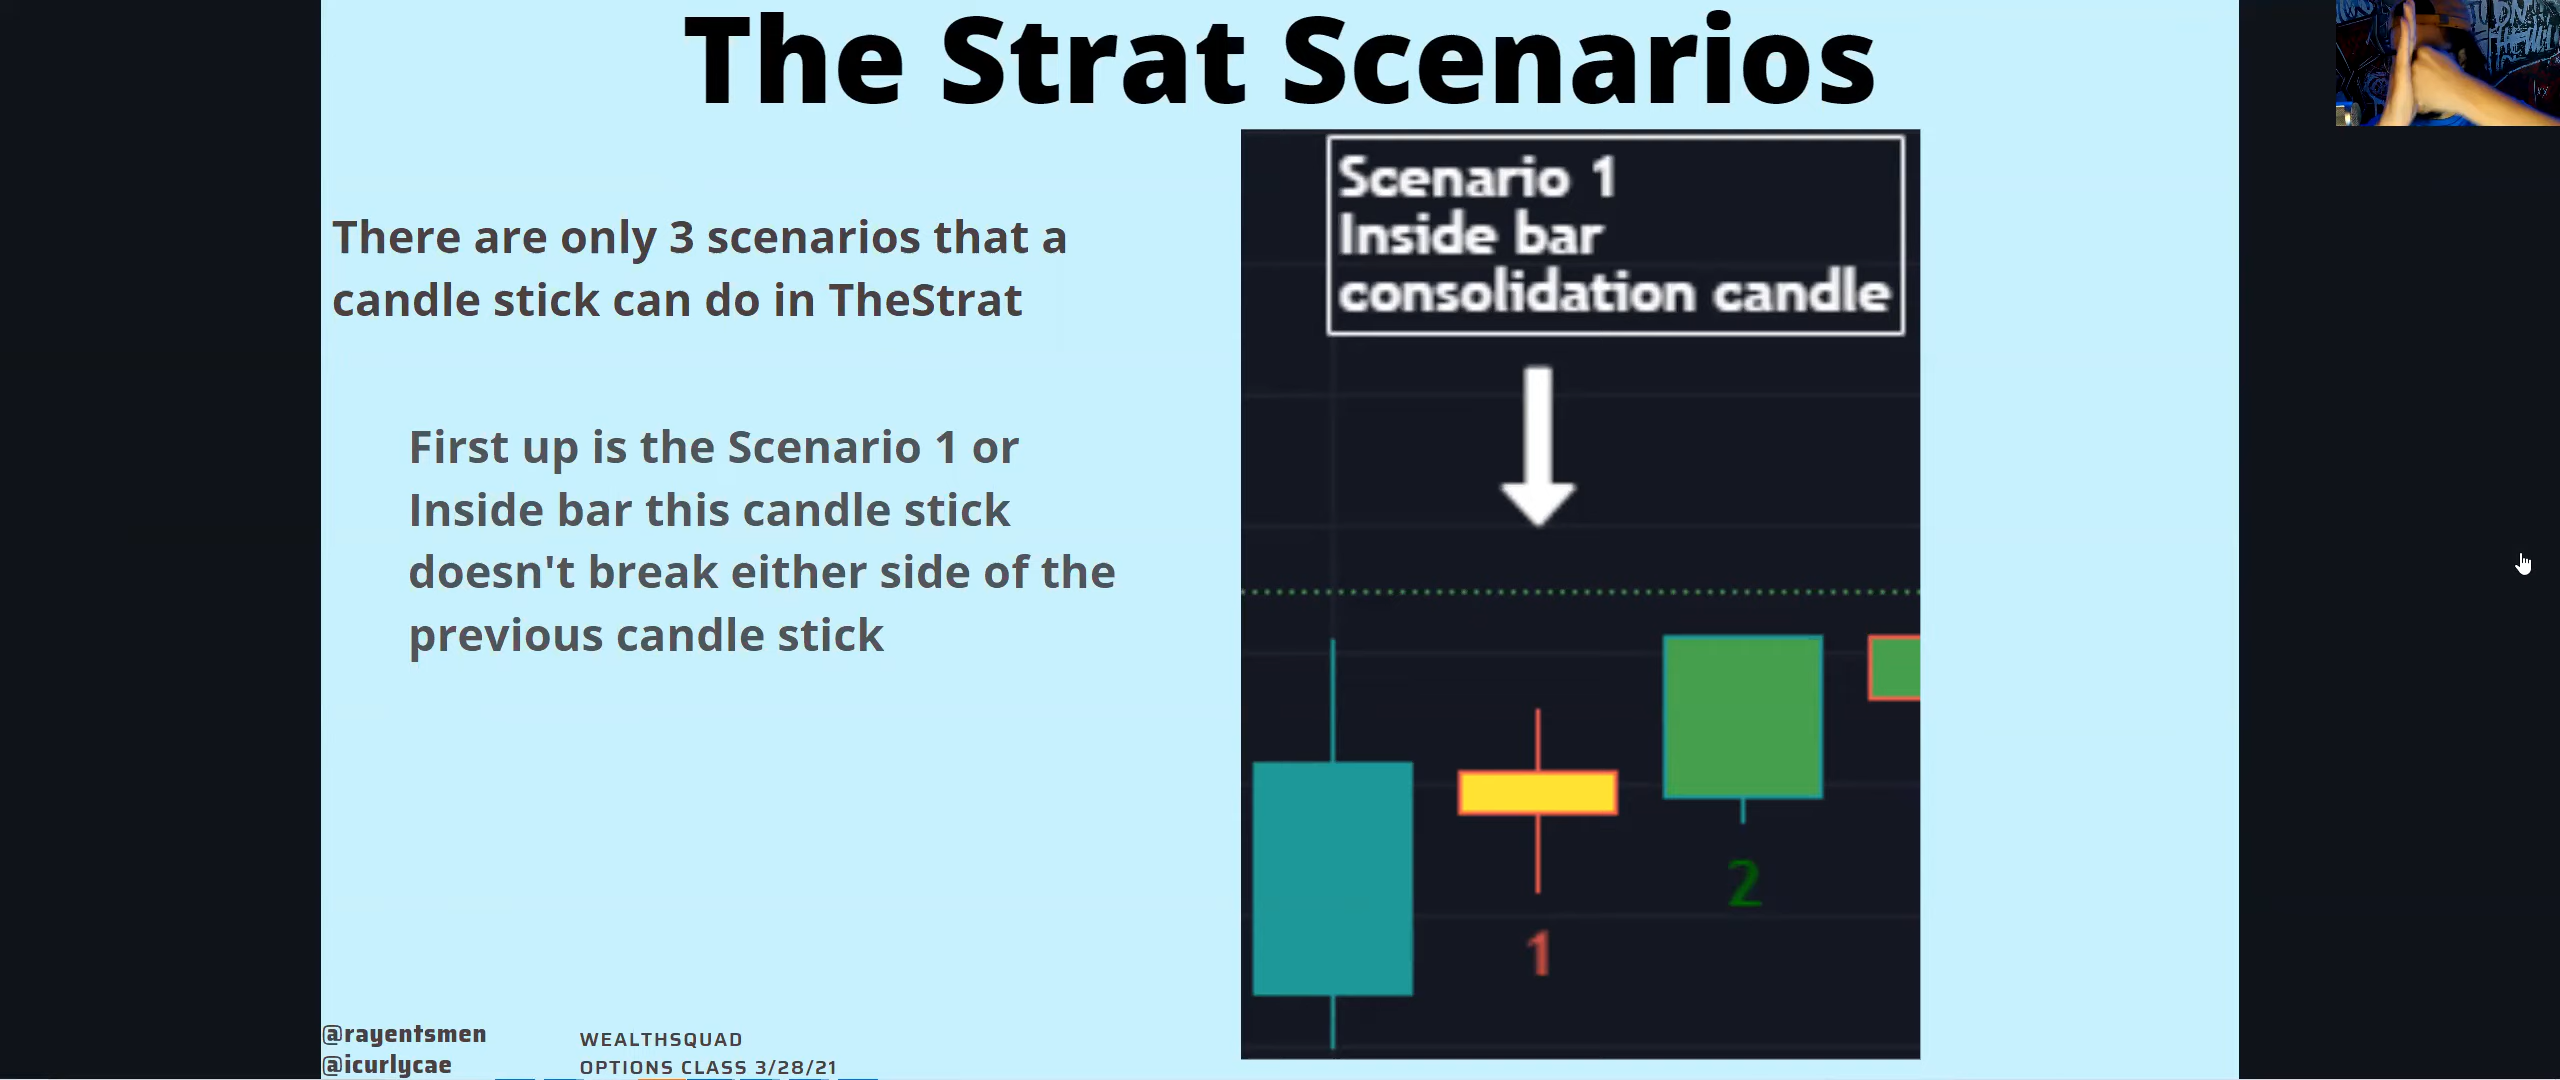 The Strat Scenarios
There are only 3 scenarios that a
candle stick can do in TheStrat
First up is the Scenario 1 or
Inside bar this candle stick
doesn't break either side of the
previous candle stick
Scenario 1
Inside bar
consolidation candle
1
2
@rayentsmen
@icurlycae
WEALTHSQUAD
OPTIONS CLASS 3/28/21